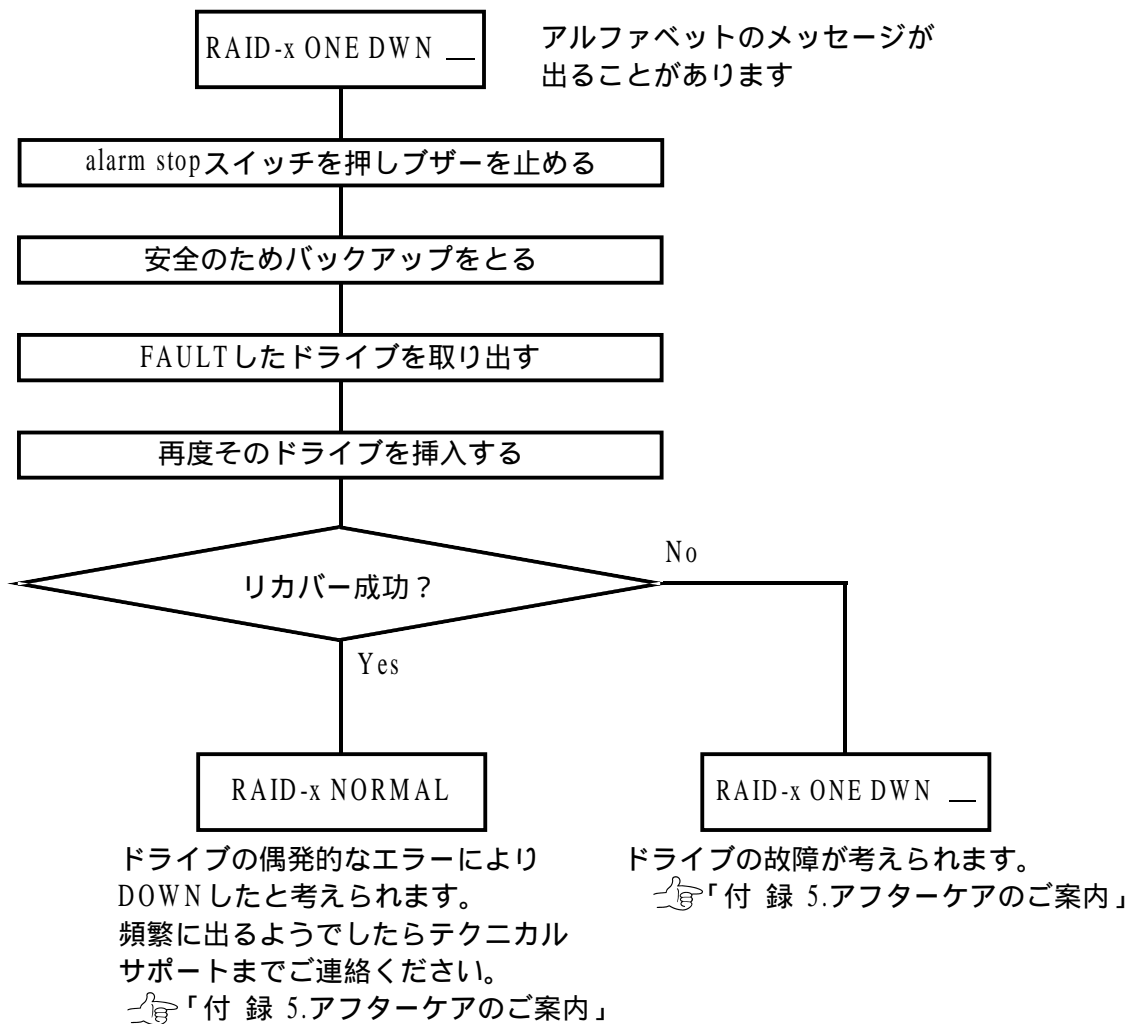 RAID-x ONE DWN __
アルファベットのメッセージが
出ることがあります
alarm stopスイッチを押しブザーを止める
安全のためバックアップをとる
FAULTしたドライブを取り出す
再度そのドライブを挿入する
リカバー成功？
No
Yes
RAID-x NORMAL
RAID-x ONE DWN __
ドライブの偶発的なエラーにより
DOWNしたと考えられます。
頻繁に出るようでしたらテクニカル
サポートまでご連絡ください。
「付 録 5.アフターケアのご案内」
ドライブの故障が考えられます。
「付 録 5.アフターケアのご案内」